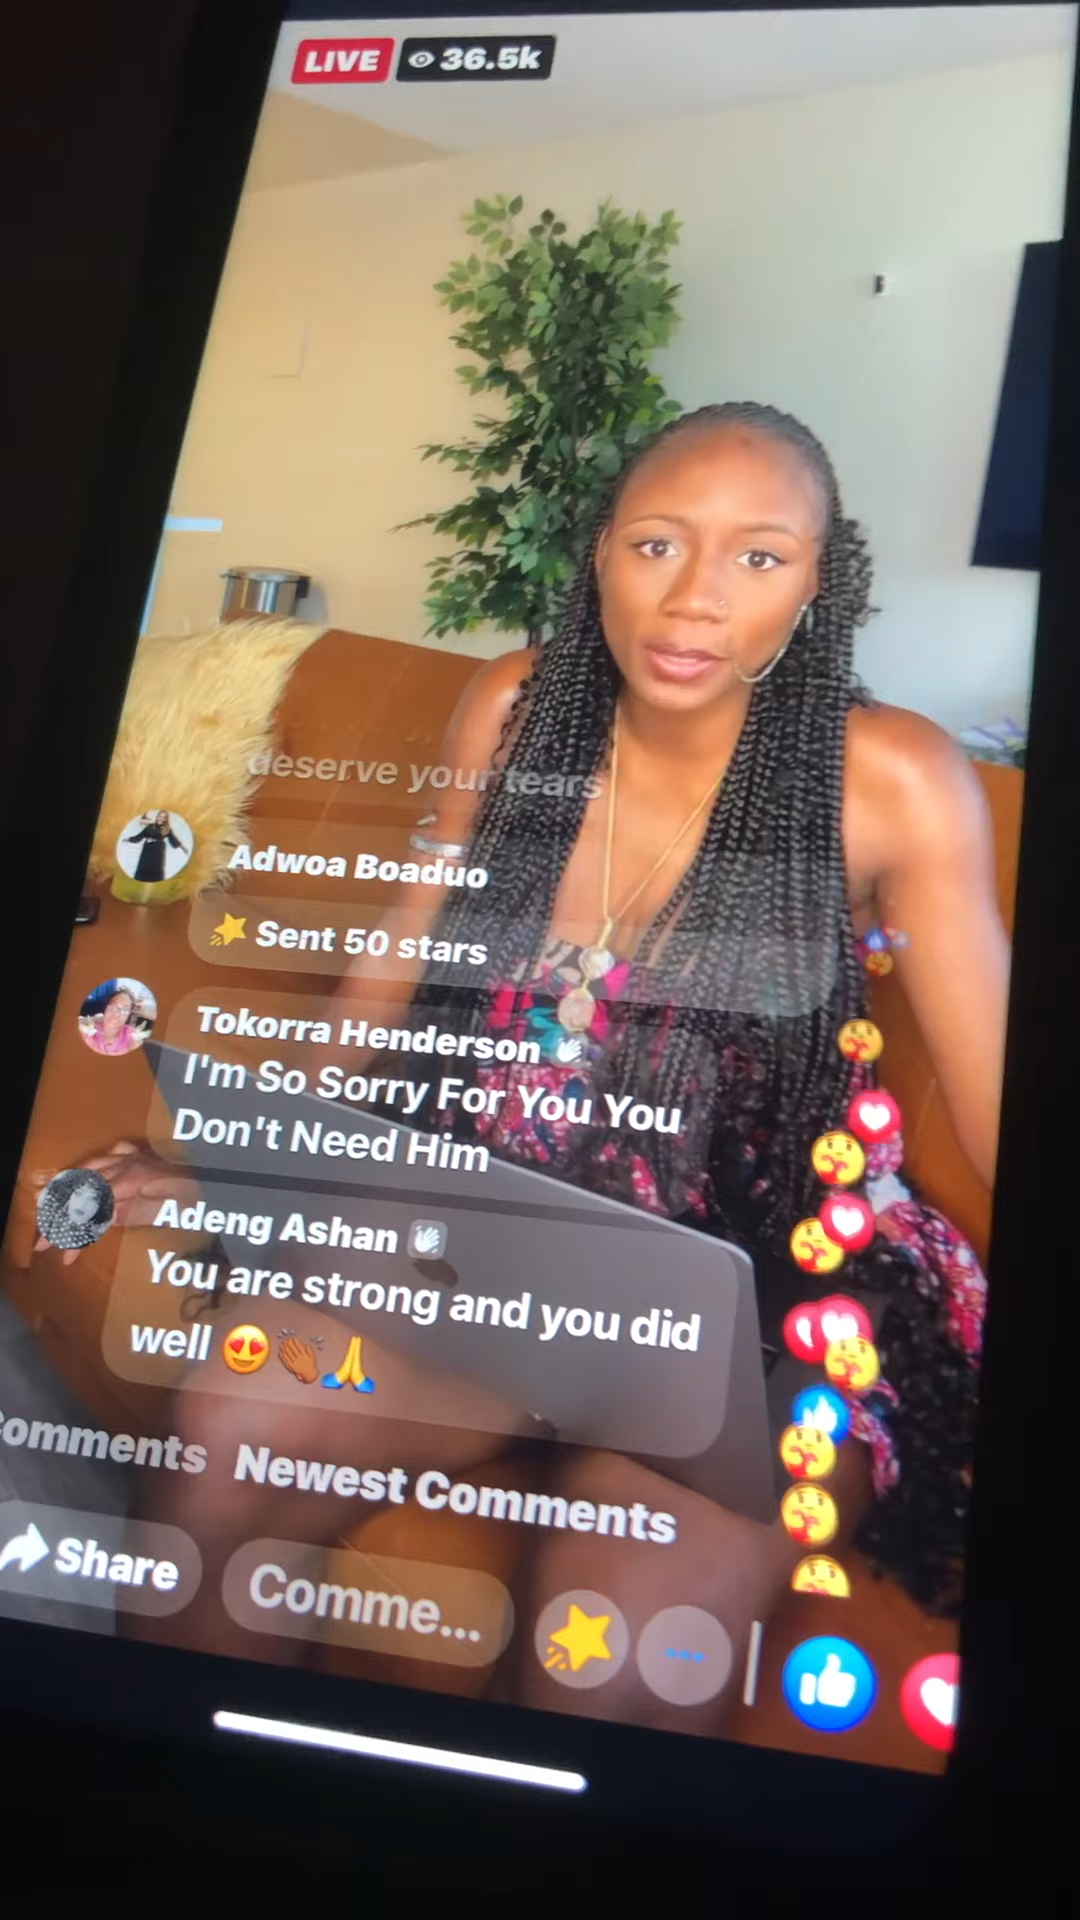 LIVE 36.5k
deserve your tears
Adwoa Boaduo
Sent 50 stars
Tokorra Henderson
I'm So Sorry For You You
Don't Need Him
Adeng Ashan
You are strong and you did
well 😍👏🏾🙏
omments Newest Comments
Share Comme...